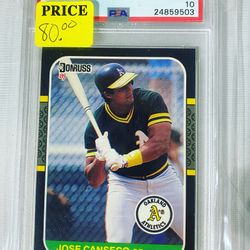 PRICE
80.00
PSA
10
24859503
DONRUSS
87
A
OAKLAND
A's
ATHLETICS
JOSE CANSECO